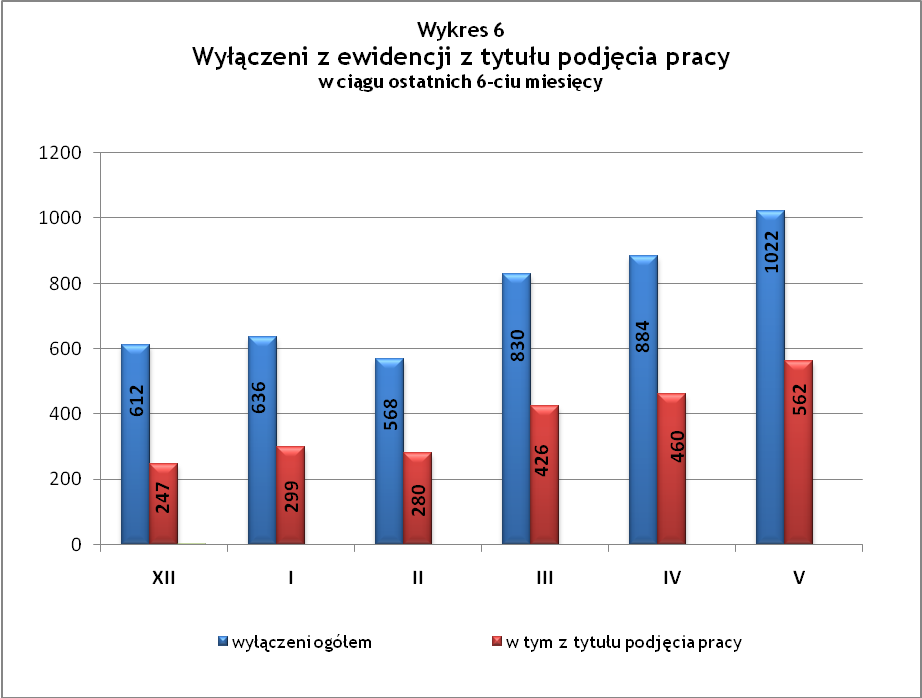 Wykres 6
Wyłączeni z ewidencji z tytułu podjęcia pracy
w ciągu ostatnich 6-ciu miesięcy
1200
1000
800
600
400
200
0
612
247
636
299
568
280
830
426
884
460
1022
562
XII
I
II
III
IV
V
wyłączeni ogółem
w tym z tytułu podjęcia pracy